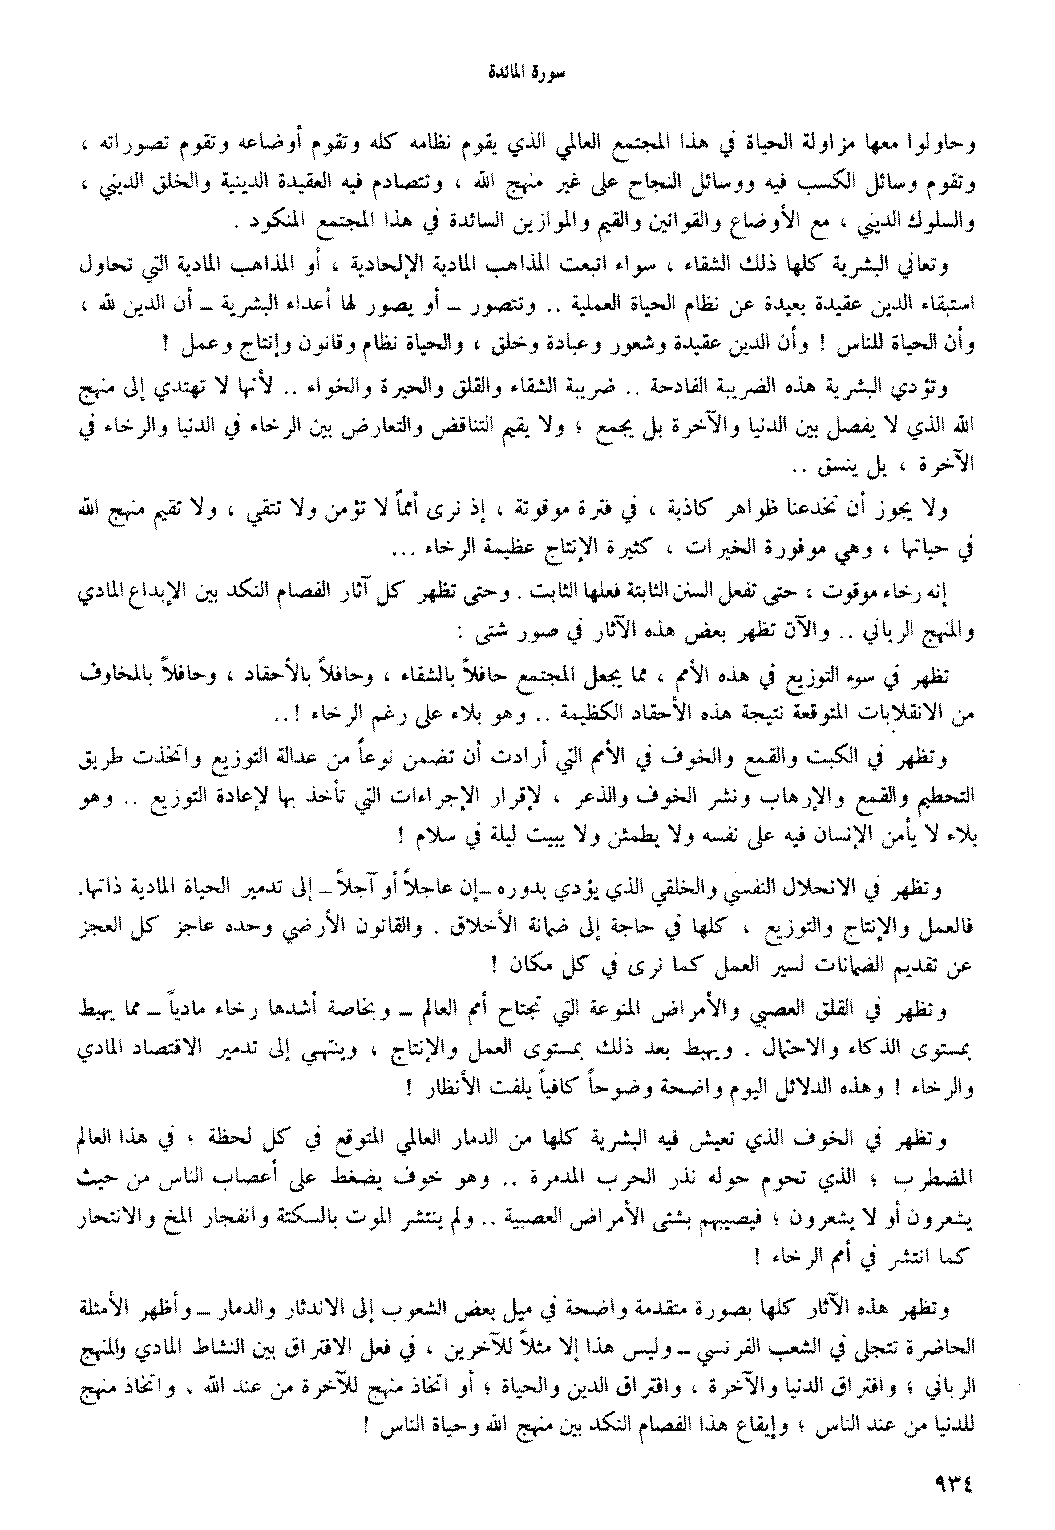 سورة المائدة
وحاولوا معها مزاولة الحياة في هذا المجتمع العالمي الذي يقوم نظامه كله وتقوم أوضاعه وتقوم تصوراته ،
وتقوم وسائل الكسب فيه ووسائل النجاح على غير منهج الله ، وتتصادم فيه العقيدة الدينية والخلق الديني ،
والسلوك الديني ، مع الأوضاع والقوانين والقيم والموازين السائدة في هذا المجتمع المنكود .
وتعاني البشرية كلها ذلك الشقاء ، سواء اتبعت المذاهب المادية الإلحادية ، أو المذاهب المادية التي تحاول
استبقاء الدين عقيدة بعيدة عن نظام الحياة العملية .. وتتصور – أو يصور لها أعداء البشرية – أن الدين لله ،
وأن الحياة للناس ! وأن الدين عقيدة وشعور وعبادة وخلق ، والحياة نظام وقانون وإنتاج وعمل !
وتؤدي البشرية هذه الضريبة الفادحة .. ضريبة الشقاء والقلق والحيرة والخواء .. لأنها لا تهتدي إلى منهج
الله الذي لا يفصل بين الدنيا والآخرة بل يجمع ؛ ولا يقيم التناقض والتعارض بين الرخاء في الدنيا والرخاء في
الآخرة ، بل ينسق ..
ولا يجوز أن تخدعنا ظواهر كاذبة ، في فترة موقوتة ، إذ نرى أمماً لا تؤمن ولا تتقي ، ولا تقيم منهج الله
في حياتها ، وهي موفورة الخيرات ، كثيرة الإنتاج عظيمة الرخاء ...
إنه رخاء موقوت ، حتى تفعل السنن الثابتة فعلها الثابت . وحتى تظهر كل آثار الفصام النكد بين الإبداع المادي
والمنهج الرباني .. والآن تظهر بعض هذه الآثار في صور شتى :
تظهر في سوء التوزيع في هذه الأمم ، مما يجعل المجتمع حافلاً بالشقاء ، وحافلاً بالأحقاد ، وحافلاً بالمخاوف
من الانقلابات المتوقعة نتيجة هذه الأحقاد الكظيمة .. وهو بلاء على رغم الرخاء !..
وتظهر في الكبت والقمع والخوف في الأمم التي أرادت أن تضمن نوعاً من عدالة التوزيع واتخذت طريق
التحطيم والقمع والإرهاب ونشر الخوف والذعر ، لإقرار الإجراءات التي تأخذ بها لإعادة التوزيع .. وهو
بلاء لا يأمن الإنسان فيه على نفسه ولا يطمئن ولا يبيت ليلة في سلام !
وتظهر في الانحلال النفسي والخلقي الذي يؤدي بدوره –إن عاجلاً أو آجلاً– إلى تدمير الحياة المادية ذاتها.
فالعمل والإنتاج والتوزيع ، كلها في حاجة إلى ضمانة الأخلاق . والقانون الأرضي وحده عاجز كل العجز
عن تقديم الضمانات لسير العمل كما نرى في كل مكان !
وتظهر في القلق العصبي والأمراض المنوعة التي تجتاح أمم العالم – وبخاصة أشدها رخاء مادياً – مما يهبط
بمستوى الذكاء والاحتمال . ويهبط بعد ذلك بمستوى العمل والإنتاج ، وينتهي إلى تدمير الاقتصاد المادي
والرخاء ! وهذه الدلائل اليوم واضحة وضوحاً كافياً يلفت الأنظار !
وتظهر في الخوف الذي تعيش فيه البشرية كلها من الدمار العالمي المتوقع في كل لحظة ؛ في هذا العالم
المضطرب ؛ الذي تحوم حوله نذر الحرب المدمرة .. وهو خوف يضغط على أعصاب الناس من حيث
يشعرون أو لا يشعرون ؛ فيصيبهم بشتى الأمراض العصبية .. ولم ينتشر الموت بالسكتة وانفجار المخ والانتحار
كما انتشر في أمم الرخاء !
وتظهر هذه الآثار كلها بصورة متقدمة واضحة في ميل بعض الشعوب إلى الاندثار والدمار – وأظهر الأمثلة
الحاضرة تتجلى في الشعب الفرنسي – وليس هذا إلا مثلاً للآخرين ، في فعل الافتراق بين النشاط المادي والمنهج
الرباني ؛ وافتراق الدنيا والآخرة ، وافتراق الدين والحياة ؛ أو اتخاذ منهج للآخرة من عند الله ، واتخاذ منهج
للدنيا من عند الناس ؛ وإيقاع هذا الفصام النكد بين منهج الله وحياة الناس !
٩٣٤